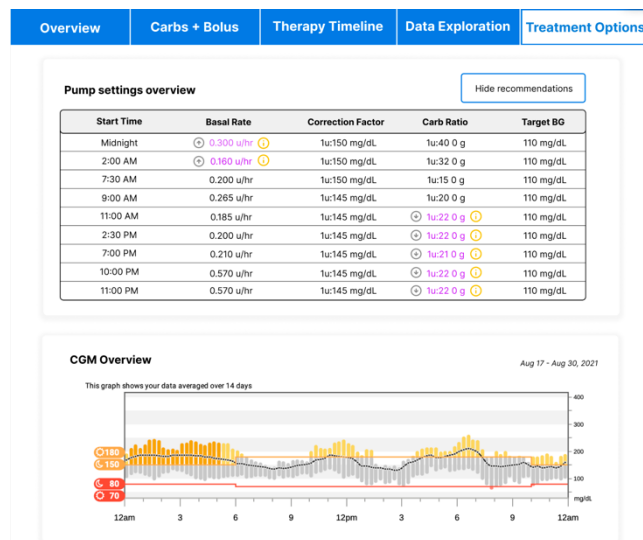 Overview Carbs + Bolus Therapy Timeline Data Exploration Treatment Options
Pump settings overview
Hide recommendations
Start Time Basal Rate Correction Factor Carb Ratio Target BG
Midnight 0.300 u/hr 1u:150 mg/dL 1u:40 0 g 110 mg/dL
2:00 AM 0.160 u/hr 1u:150 mg/dL 1u:32 0 g 110 mg/dL
7:30 AM 0.200 u/hr 1u:150 mg/dL 1u:15 0 g 110 mg/dL
9:00 AM 0.265 u/hr 1u:145 mg/dL 1u:20 0 g 110 mg/dL
11:00 AM 0.185 u/hr 1u:145 mg/dL 1u:22 0 g 110 mg/dL
2:30 PM 0.200 u/hr 1u:145 mg/dL 1u:22 0 g 110 mg/dL
7:00 PM 0.210 u/hr 1u:145 mg/dL 1u:21 0 g 110 mg/dL
10:00 PM 0.570 u/hr 1u:145 mg/dL 1u:22 0 g 110 mg/dL
11:00 PM 0.570 u/hr 1u:145 mg/dL 1u:22 0 g 110 mg/dL
CGM Overview
Aug 17 - Aug 30, 2021
This graph shows your data averaged over 14 days
400
300
180 200
150
80 100
70 mg/dL
12am 3 6 9 12pm 3 6 9 12am